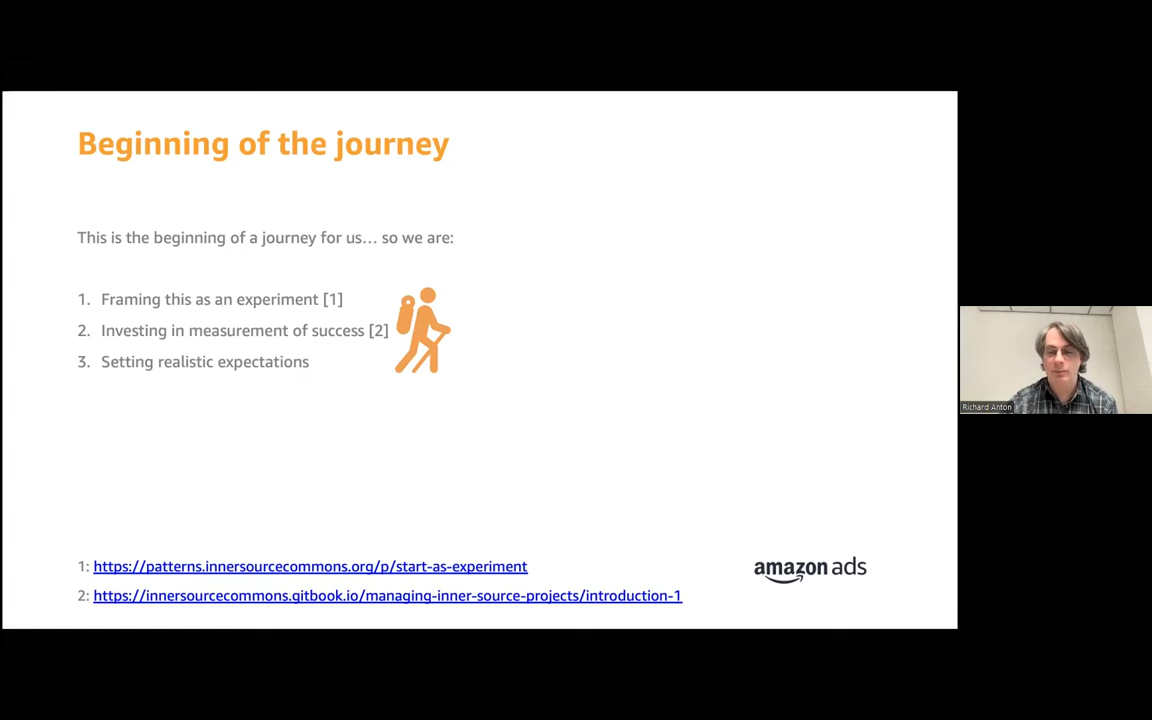 Beginning of the journey
This is the beginning of a journey for us... so we are:
1. Framing this as an experiment [1]
2. Investing in measurement of success [2]
3. Setting realistic expectations
Richard Anton
1: https://patterns.innersourcecommons.org/p/start-as-experiment
amazon ads
2: https://innersourcecommons.gitbook.io/managing-inner-source-projects/introduction-1